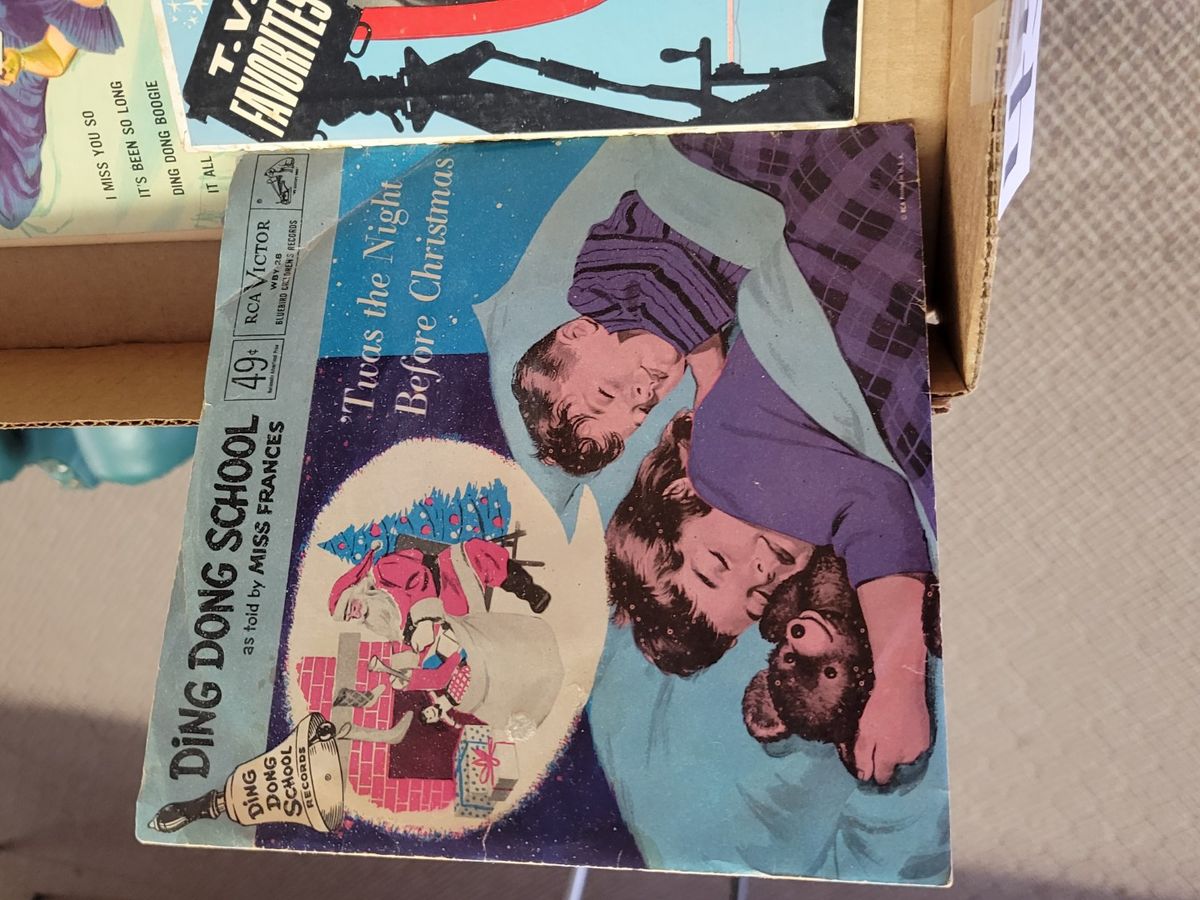 DiNG DONG SCHOOL
as told by MISS FRANCES
49¢
RCA VICTOR
WBY-28
BLUEBIRD CHILDREN'S RECORDS
DiNG
DONG
SCHOOL
RECORDS
'Twas the Night
Before Christmas
T.V.
FAVORITES
I MISS YOU SO
IT'S BEEN SO LONG
DING DONG BOOGIE
IT ALL